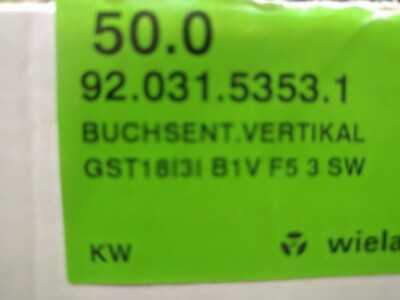 50.0
92.031.5353.1
BUCHSENT.VERTIKAL
GST18I3I B1V F5 3 SW
KW wiela